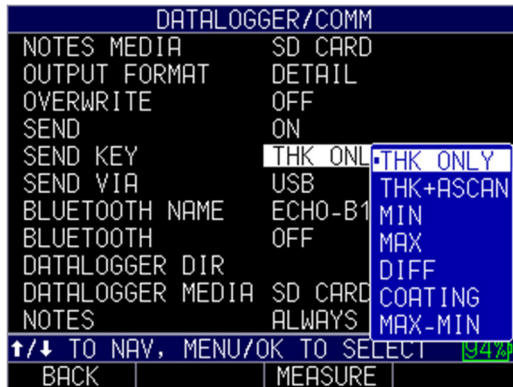 DATALOGGER/COMM
NOTES MEDIA SD CARD
OUTPUT FORMAT DETAIL
OVERWRITE OFF
SEND ON
SEND KEY THK ONL
SEND VIA USB
BLUETOOTH NAME ECHO-B1
BLUETOOTH OFF
DATALOGGER DIR
DATALOGGER MEDIA SD CARD
NOTES ALWAYS
THK ONLY
THK+ASCAN
MIN
MAX
DIFF
COATING
MAX-MIN
↑/↓ TO NAV, MENU/OK TO SELECT 94%
BACK MEASURE